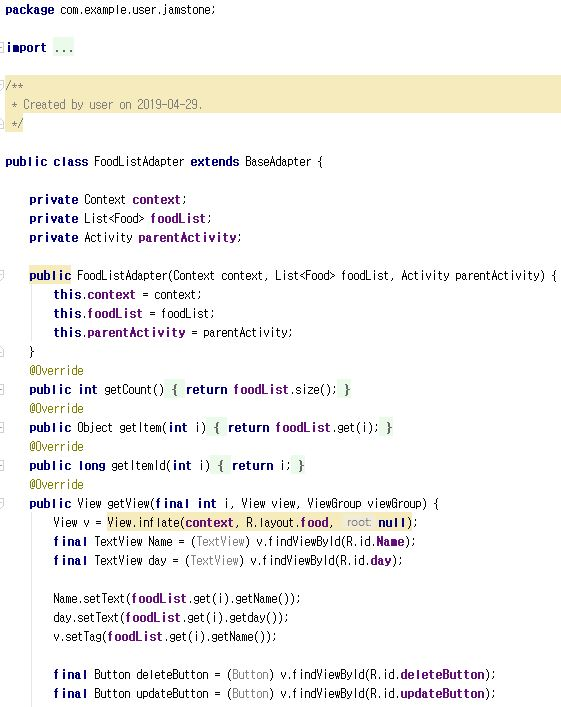 package com.example.user.jamstone;
import ...
/**
* Created by user on 2019-04-29.
*/
public class FoodListAdapter extends BaseAdapter {
private Context context;
private List<Food> foodList;
private Activity parentActivity;
public FoodListAdapter(Context context, List<Food> foodList, Activity parentActivity) {
this.context = context;
this.foodList = foodList;
this.parentActivity = parentActivity;
}
@Override
public int getCount() { return foodList.size(); }
@Override
public Object getItem(int i) { return foodList.get(i); }
@Override
public long getItemId(int i) { return i; }
@Override
public View getView(final int i, View view, ViewGroup viewGroup) {
View v = View.inflate(context, R.layout.food, root: null);
final TextView Name = (TextView) v.findViewById(R.id.Name);
final TextView day = (TextView) v.findViewById(R.id.day);
Name.setText(foodList.get(i).getName());
day.setText(foodList.get(i).getday());
v.setTag(foodList.get(i).getName());
final Button deleteButton = (Button) v.findViewById(R.id.deleteButton);
final Button updateButton = (Button) v.findViewById(R.id.updateButton);